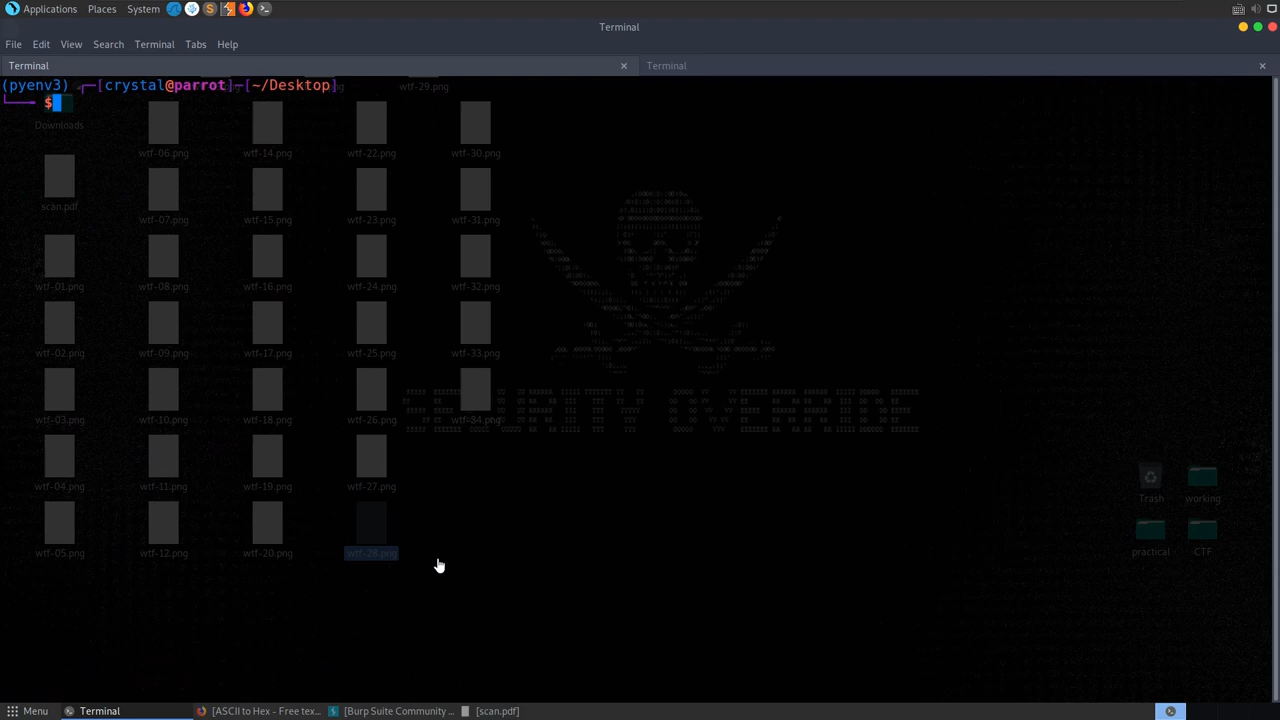 Applications Places System
Terminal
File Edit View Search Terminal Tabs Help
Terminal Terminal
(pyenv3) ┌─[crystal@parrot]─[~/Desktop]
└──╼ $
wtf-29.png
Downloads
wtf-06.png wtf-14.png wtf-22.png wtf-30.png
scan.pdf
wtf-07.png wtf-15.png wtf-23.png wtf-31.png
wtf-01.png wtf-08.png wtf-16.png wtf-24.png wtf-32.png
wtf-02.png wtf-09.png wtf-17.png wtf-25.png wtf-33.png
wtf-03.png wtf-10.png wtf-18.png wtf-26.png wtf-34.png
wtf-04.png wtf-11.png wtf-19.png wtf-27.png
Trash working
wtf-05.png wtf-12.png wtf-20.png wtf-28.png
practical CTF
Menu Terminal [ASCII to Hex - Free tex... [Burp Suite Community ... [scan.pdf]